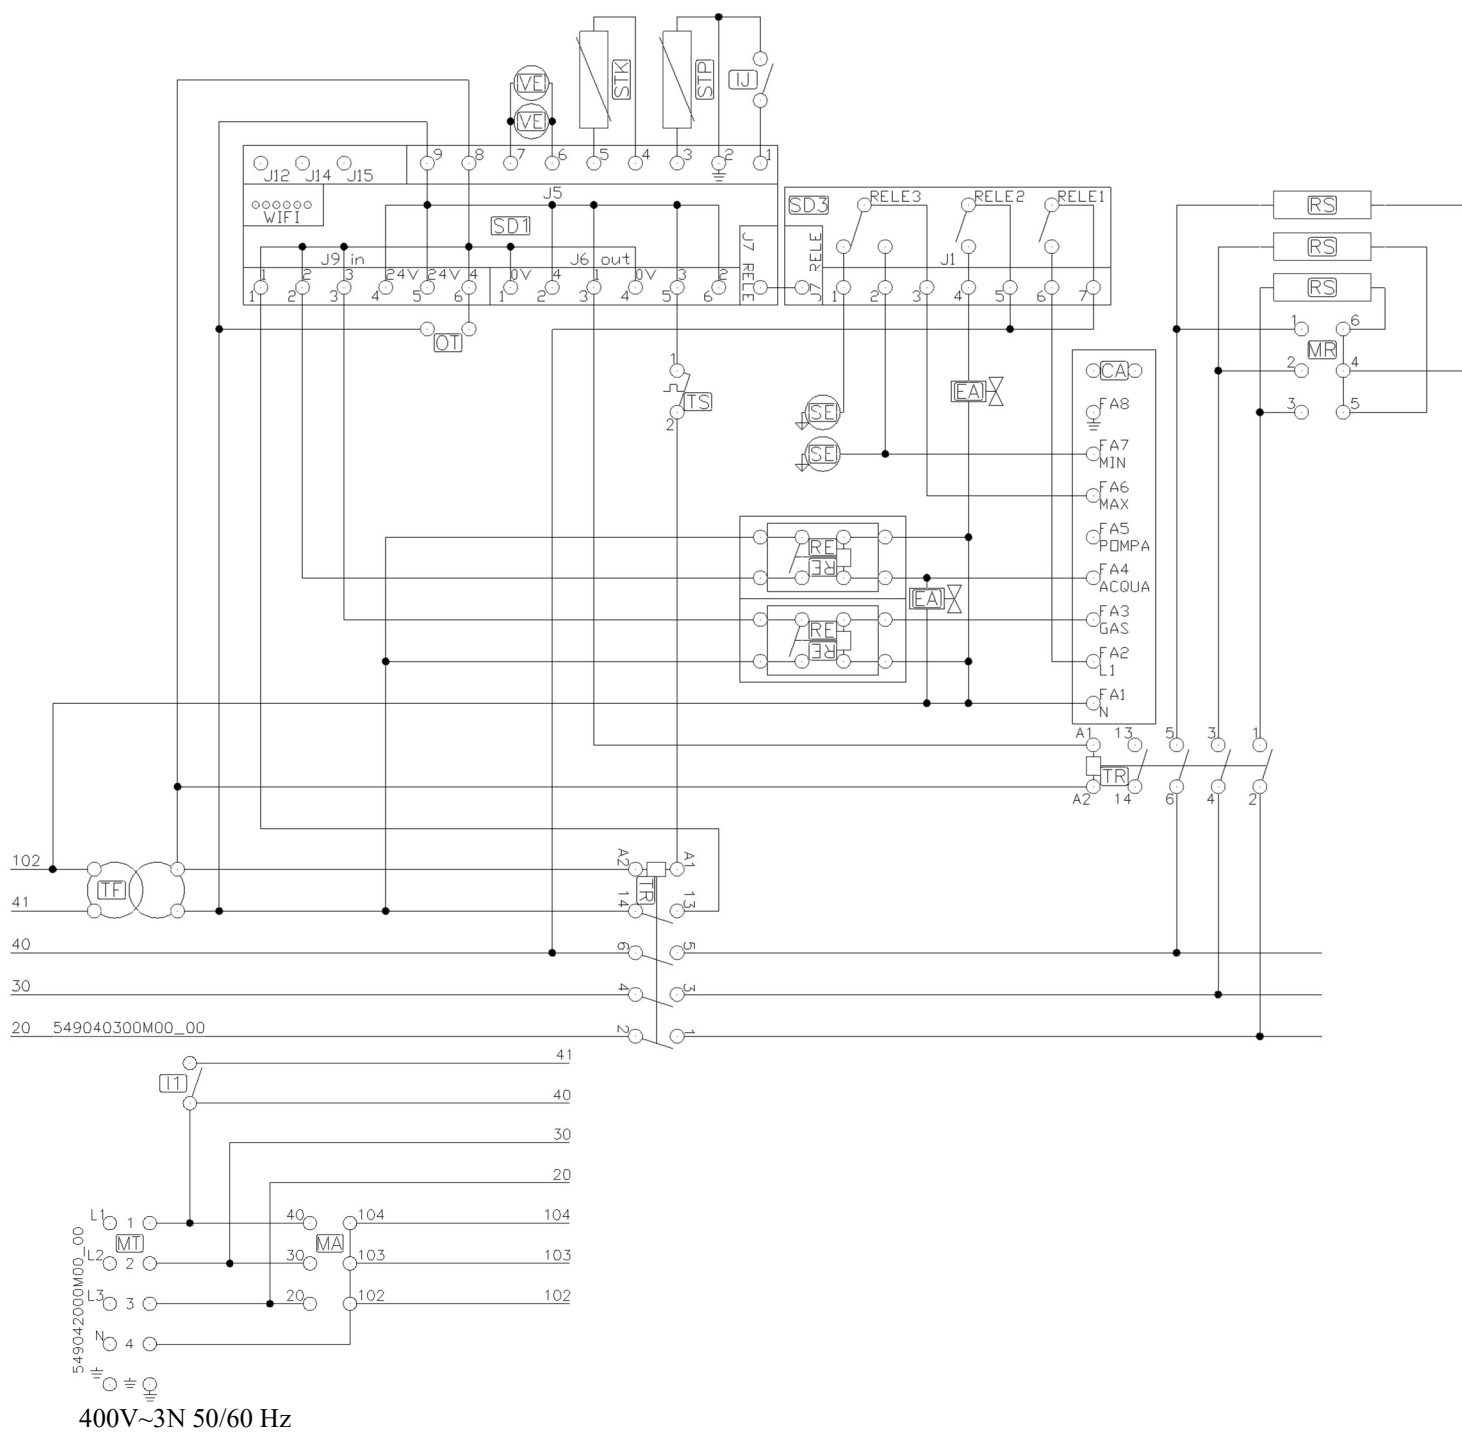 VE
VE
STK
STP
IJ
9 8 7 6 5 4 3 2 1
J12 J14 J15
J5
WIFI
SD1
J9 in
J6 out
J7 RELE
1 2 3 24V 24V 4 0V 4 1 0V 3 2
1 2 3 4 5 6 1 2 3 4 5 6
SD3
RELE3 RELE2 RELE1
J7 RELE
J1
1 2 3 4 5 6 7
RS
RS
RS
1 6
MR
2 4
3 5
OT
1
TS
2
EA
SE
SE
CA
FA8
FA7
MIN
FA6
MAX
FA5
POMPA
FA4
ACQUA
FA3
GAS
FA2
L1
FA1
N
RE
RE
EA
RE
RE
A1 13 5 3 1
TR
A2 14 6 4 2
102
TF
41
A2 A1
TR
14 13
40
6 5
30
4 3
20 549040300M00_00
2 1
41
I1
40
30
20
L1 1 40 104 104
MT MA
L2 2 30 103 103
L3 3 20 102 102
N 4
549042000M00_00
400V~3N 50/60 Hz